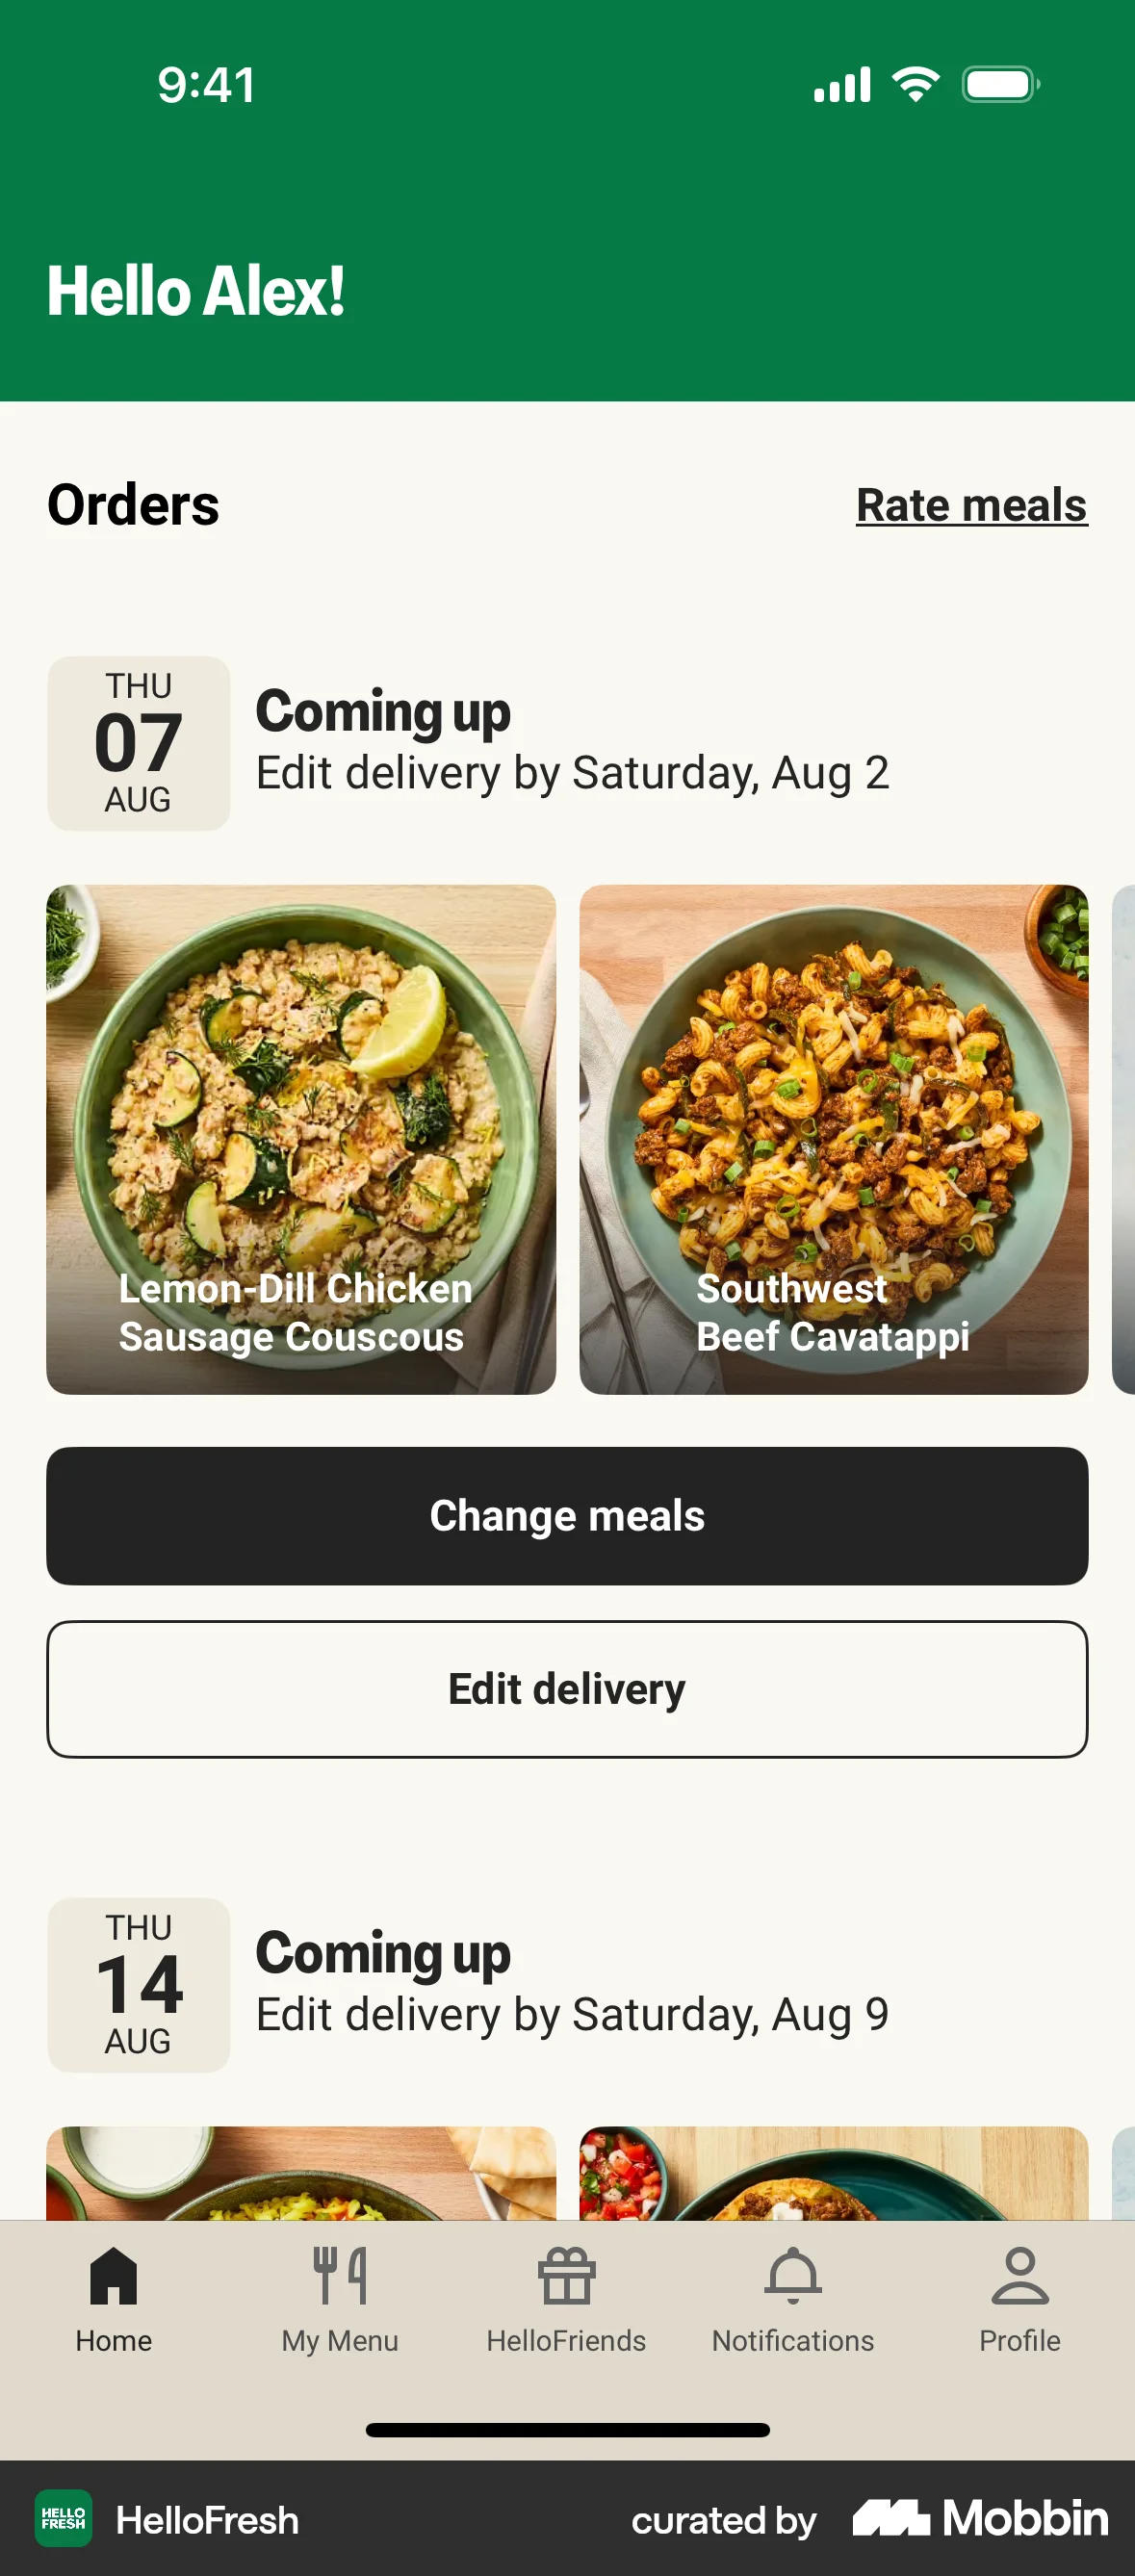 9:41
Hello Alex!
Orders
Rate meals
THU
07
AUG
Coming up
Edit delivery by Saturday, Aug 2
Lemon-Dill Chicken
Sausage Couscous
Southwest
Beef Cavatappi
Change meals
Edit delivery
THU
14
AUG
Coming up
Edit delivery by Saturday, Aug 9
Home
My Menu
HelloFriends
Notifications
Profile
HELLO
FRESH
HelloFresh
curated by
Mobbin